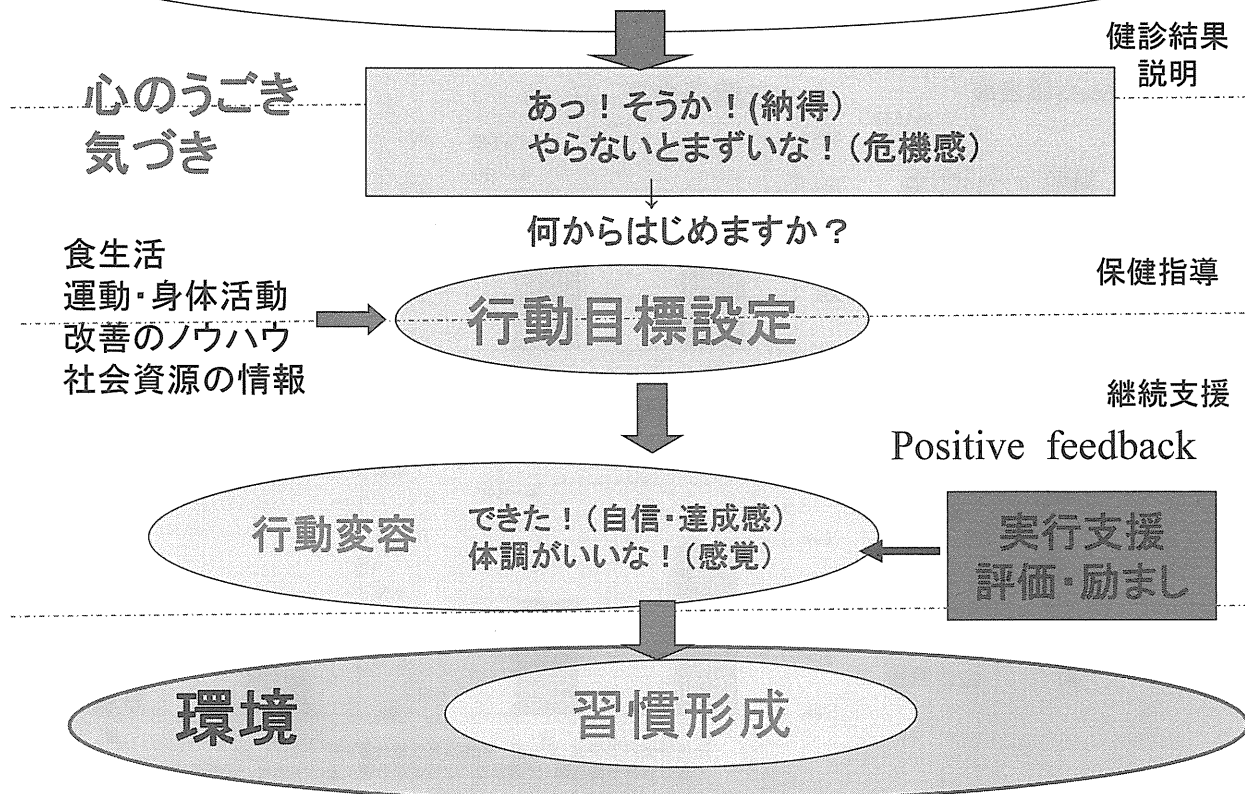 健診結果
説明
心のうごき
気づき
あっ！そうか！(納得）
やらないとまずいな！（危機感）
↓
何からはじめますか？
食生活
運動・身体活動
改善のノウハウ
社会資源の情報
保健指導
行動目標設定
継続支援
Positive feedback
行動変容
できた！（自信・達成感）
体調がいいな！（感覚）
実行支援
評価・励まし
環境
習慣形成